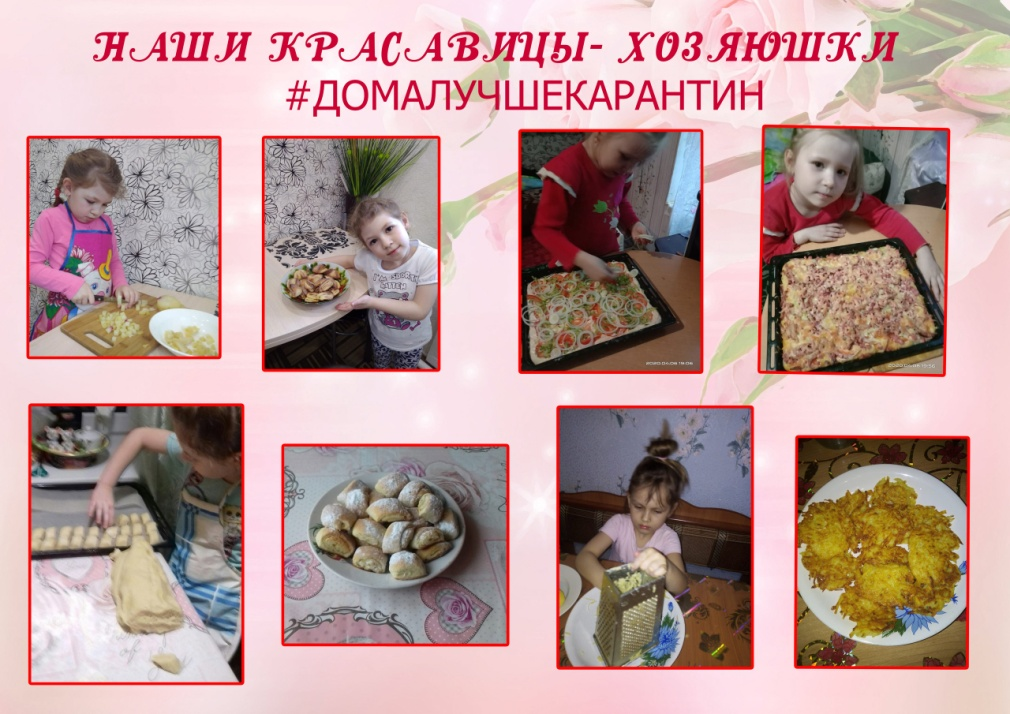 НАШИ КРАСАВИЦЫ- ХОЗЯЮШКИ
#ДОМАЛУЧШЕКАРАНТИН